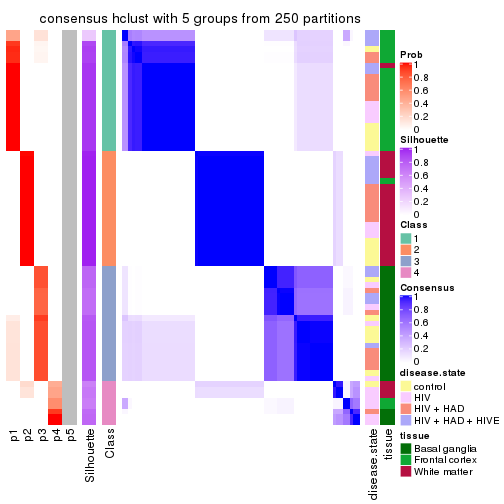 consensus hclust with 5 groups from 250 partitions
Prob
1
0.8
0.6
0.4
0.2
0
Silhouette
1
0.8
0.6
0.4
0.2
0
Class
1
2
3
4
Consensus
1
0.8
0.6
0.4
0.2
0
disease.state
control
HIV
HIV + HAD
HIV + HAD + HIVE
tissue
Basal ganglia
Frontal cortex
White matter
p1
p2
p3
p4
p5
Silhouette
Class
disease.state
tissue